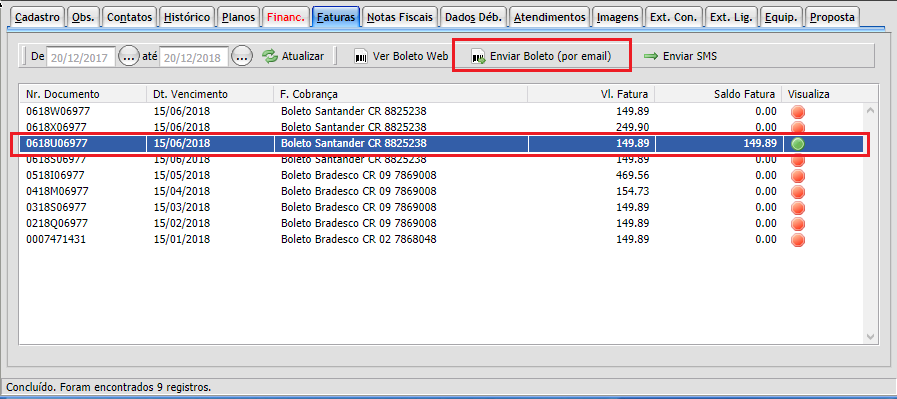 Cadastro Obs. Contatos Histórico Planos Financ. Faturas Notas Fiscais Dados Déb. Atendimentos Imagens Ext. Con. Ext. Lig. Equip. Proposta
De 20/12/2017 ... até 20/12/2018 ... Atualizar Ver Boleto Web Enviar Boleto (por email) Enviar SMS
Nr. Documento Dt. Vencimento F. Cobrança Vl. Fatura Saldo Fatura Visualiza
0618W06977 15/06/2018 Boleto Santander CR 8825238 149.89 0.00
0618X06977 15/06/2018 Boleto Santander CR 8825238 249.90 0.00
0618U06977 15/06/2018 Boleto Santander CR 8825238 149.89 149.89
0618S06977 15/06/2018 Boleto Santander CR 8825238 149.89 0.00
0518I06977 15/05/2018 Boleto Bradesco CR 09 7869008 469.56 0.00
0418M06977 15/04/2018 Boleto Bradesco CR 09 7869008 154.73 0.00
0318S06977 15/03/2018 Boleto Bradesco CR 09 7869008 149.89 0.00
0218Q06977 15/02/2018 Boleto Bradesco CR 09 7869008 149.89 0.00
0007471431 15/01/2018 Boleto Bradesco CR 02 7868048 149.89 0.00
Concluído. Foram encontrados 9 registros.